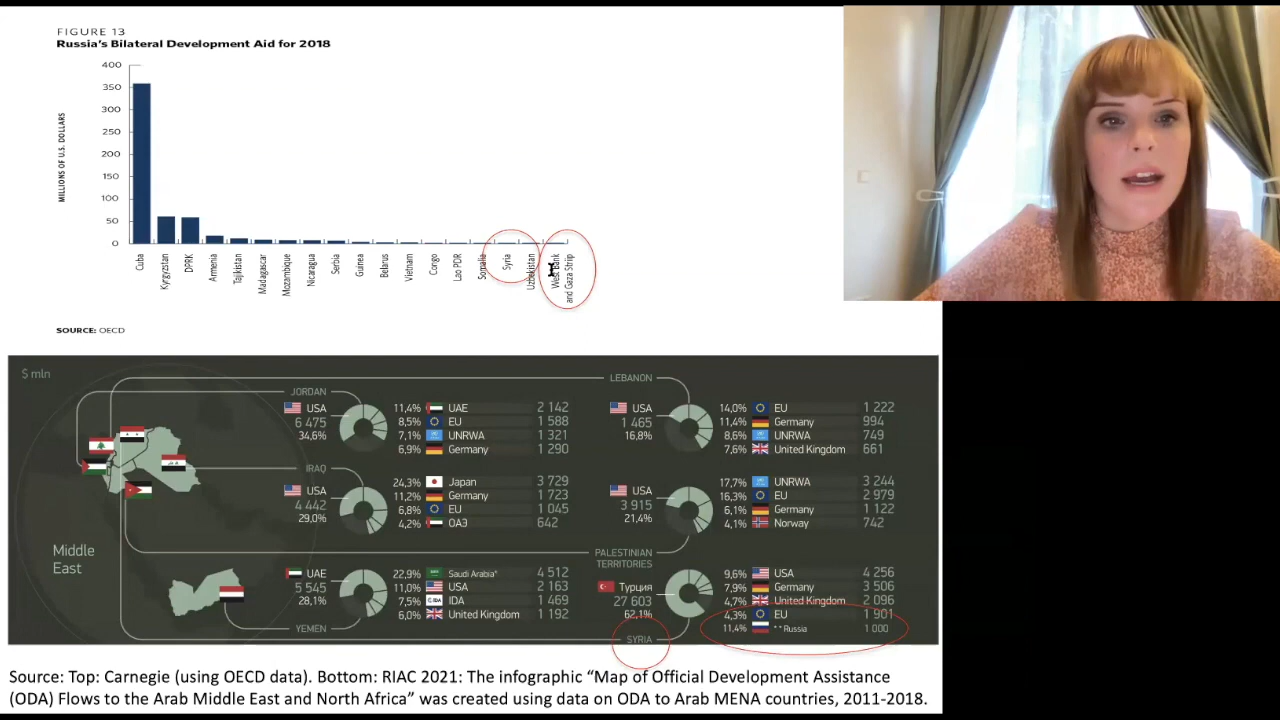 FIGURE 13
Russia's Bilateral Development Aid for 2018
MILLIONS OF U.S. DOLLARS
400
350
300
250
200
150
100
50
0
Cuba
Kyrgyzstan
DPRK
Armenia
Tajikistan
Madagascar
Mozambique
Nicaragua
Serbia
Guinea
Belarus
Vietnam
Congo
Lao PDR
Somalia
Syria
Uzbekistan
West Bank
and Gaza Striip
SOURCE: OECD
$ mln
Middle
East
JORDAN
USA
6 475
34,6%
11,4% UAE 2 142
8,5% EU 1 588
7,1% UNRWA 1 321
6,9% Germany 1 290
LEBANON
USA
1 465
16,8%
14,0% EU 1 222
11,4% Germany 994
8,6% UNRWA 749
7,6% United Kingdom 661
IRAQ
USA
4 442
29,0%
24,3% Japan 3 729
11,2% Germany 1 723
6,8% EU 1 045
4,2% ОАЭ 642
USA
3 915
21,4%
17,7% UNRWA 3 244
16,3% EU 2 979
6,1% Germany 1 122
4,1% Norway 742
PALESTINIAN
TERRITORIES
UAE
5 545
28,1%
22,9% Saudi Arabia* 4 512
11,0% USA 2 163
7,5% IDA IDA 1 469
6,0% United Kingdom 1 192
YEMEN
Турция
27 603
62,1%
9,6% USA 4 256
7,9% Germany 3 506
4,7% United Kingdom 2 096
4,3% EU 1 901
11,4% **Russia 1 000
SYRIA
Source: Top: Carnegie (using OECD data). Bottom: RIAC 2021: The infographic “Map of Official Development Assistance
(ODA) Flows to the Arab Middle East and North Africa” was created using data on ODA to Arab MENA countries, 2011-2018.